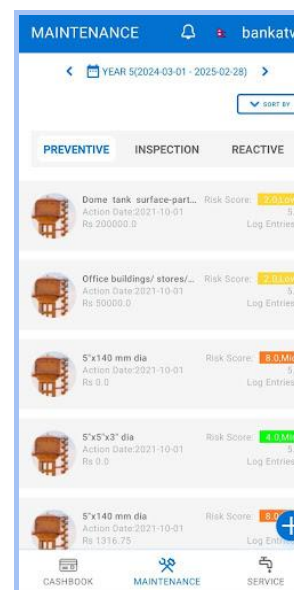 MAINTENANCE bankatw
YEAR 5(2024-03-01 - 2025-02-28)
SORT BY
PREVENTIVE INSPECTION REACTIVE
Dome tank surface-part... Risk Score: 2.0,Low
Action Date:2021-10-01 5.
Rs 200000.0 Log Entries
Office buildings/ stores/... Risk Score: 2.0,Low
Action Date:2021-10-01 5.
Rs 50000.0 Log Entries
5"x140 mm dia Risk Score: 8.0,Mid
Action Date:2021-10-01 5.
Rs 0.0 Log Entries
5"x5"x3" dia Risk Score: 4.0,Mid
Action Date:2021-10-01 5.
Rs 0.0 Log Entries
5"x140 mm dia Risk Score: 8.0
Action Date:2021-10-01
Rs 1316.75 Log Entries
CASHBOOK MAINTENANCE SERVICE